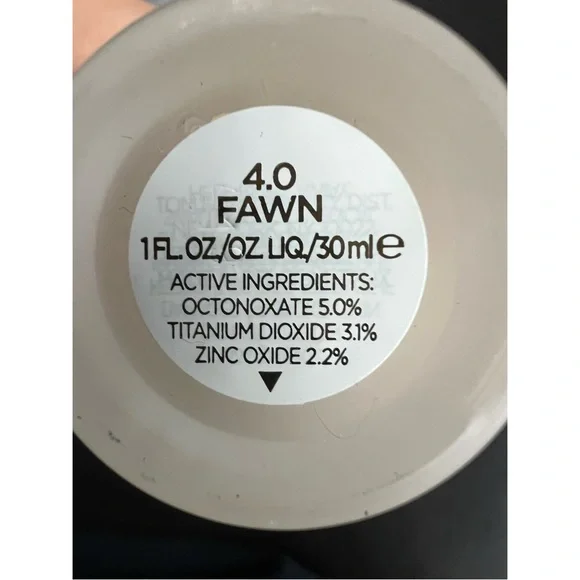 4.0
FAWN
1 FL. OZ./OZ. LIQ./30 ml e
ACTIVE INGREDIENTS:
OCTONOXATE 5.0%
TITANIUM DIOXIDE 3.1%
ZINC OXIDE 2.2%